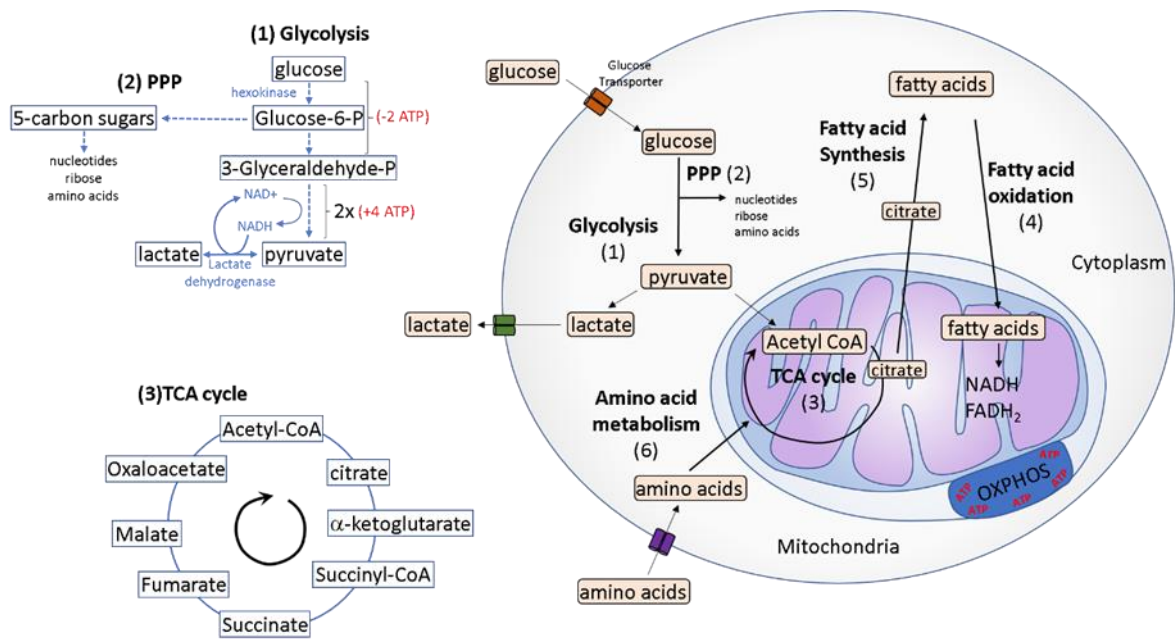 (1) Glycolysis
glucose
hexokinase
(2) PPP
5-carbon sugars
Glucose-6-P
(-2 ATP)
nucleotides
ribose
amino acids
3-Glyceraldehyde-P
NAD+
NADH
2x (+4 ATP)
lactate
pyruvate
Lactate
dehydrogenase
(3)TCA cycle
Acetyl-CoA
Oxaloacetate
citrate
Malate
α-ketoglutarate
Fumarate
Succinyl-CoA
Succinate
glucose
Glucose
Transporter
glucose
PPP (2)
nucleotides
ribose
amino acids
Glycolysis
(1)
pyruvate
lactate
lactate
fatty acids
Fatty acid
Synthesis
(5)
citrate
Fatty acid
oxidation
(4)
Cytoplasm
Acetyl CoA
TCA cycle
(3)
citrate
fatty acids
NADH
FADH₂
Amino acid
metabolism
(6)
amino acids
amino acids
OXPHOS
ATP
ATP
ATP
ATP
ATP
Mitochondria